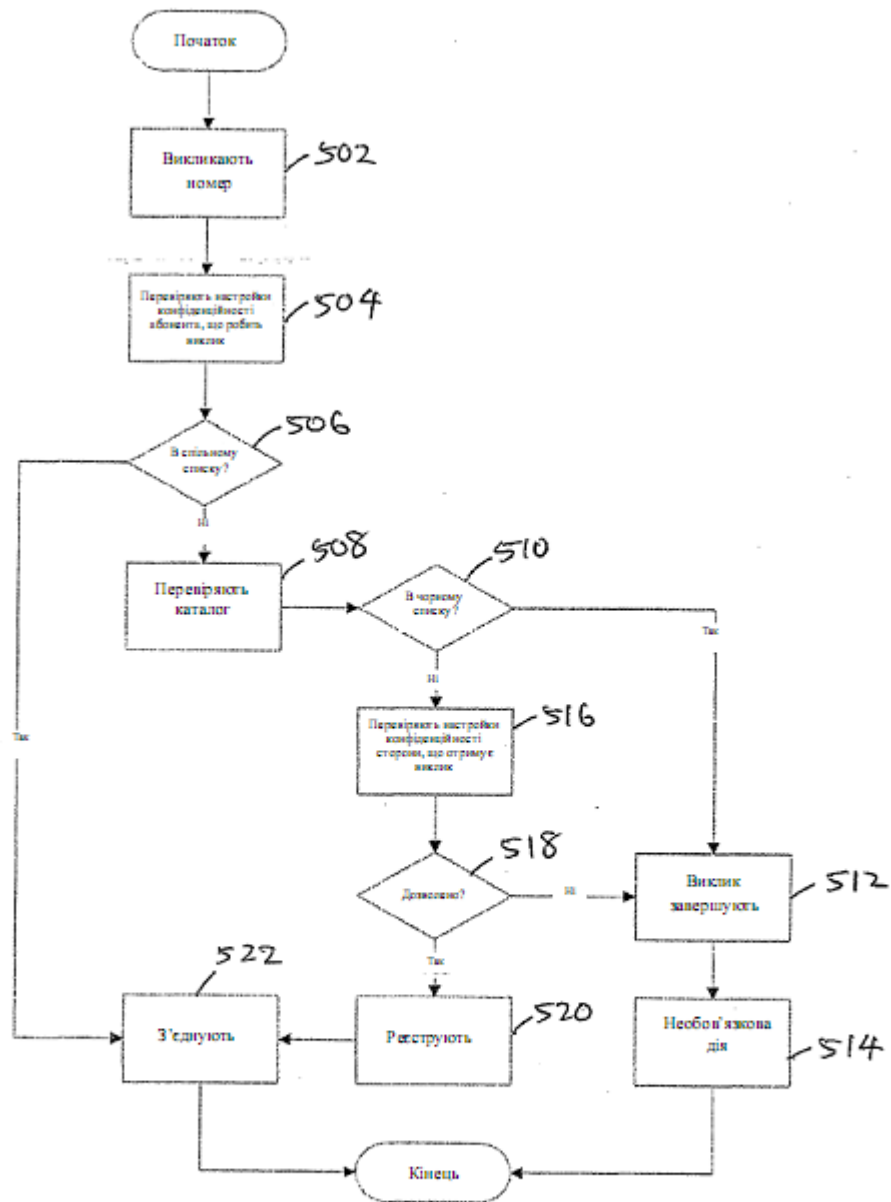 Початок
Викликають
номер
502
Перевіряють настройки
конфіденційності
абонента, що робить
виклик
504
В спільному
списку?
506
Ні
Перевіряють
каталог
508
В чорному
списку?
510
Так
Ні
Так
Перевіряють настройки
конфіденційності
сторони, що отримує
виклик
516
Дозволено?
518
Ні
Виклик
завершують
512
Так
З'єднують
522
Реєструють
520
Необов'язкова
дія
514
Кінець